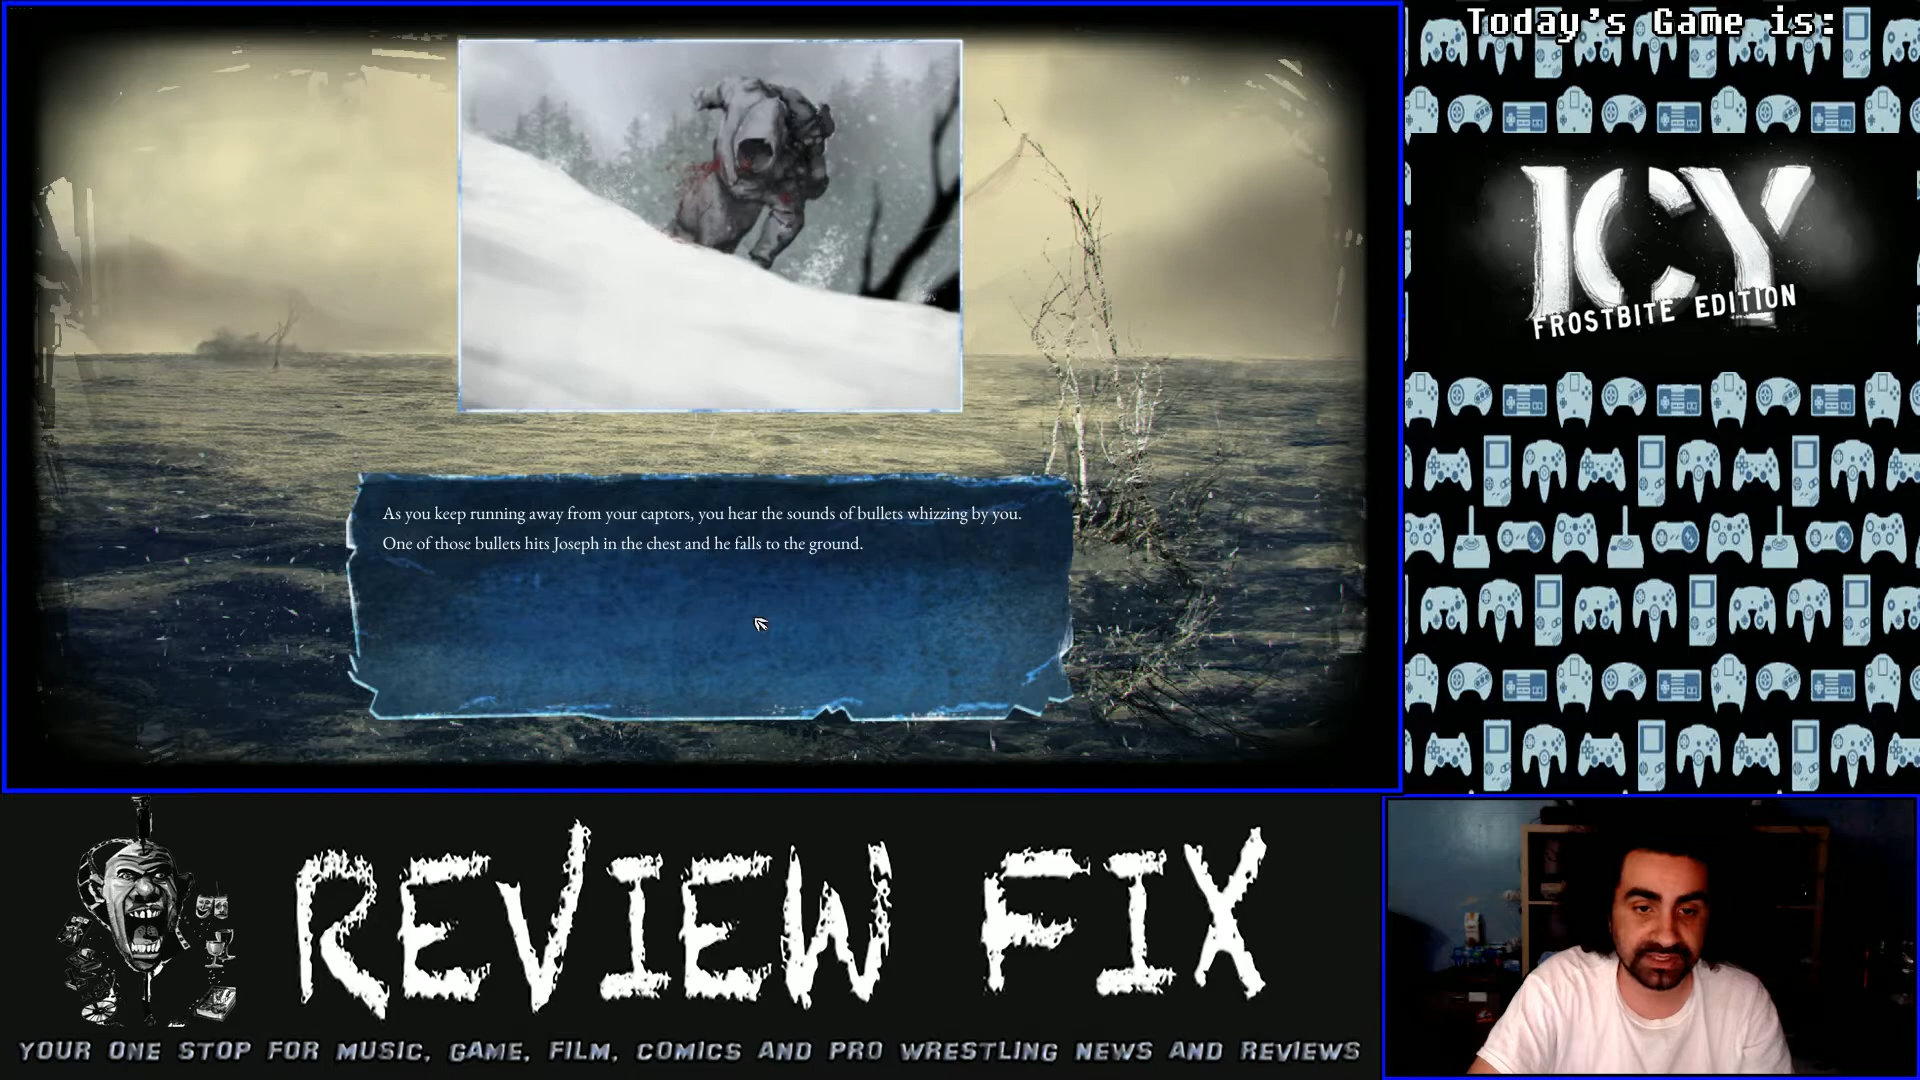 Today's Game is:
ICY
FROSTBITE EDITION
As you keep running away from your captors, you hear the sounds of bullets whizzing by you.
One of those bullets hits Joseph in the chest and he falls to the ground.
REVIEW FIX
YOUR ONE STOP FOR MUSIC, GAME, FILM, COMICS AND PRO WRESTLING NEWS AND REVIEWS